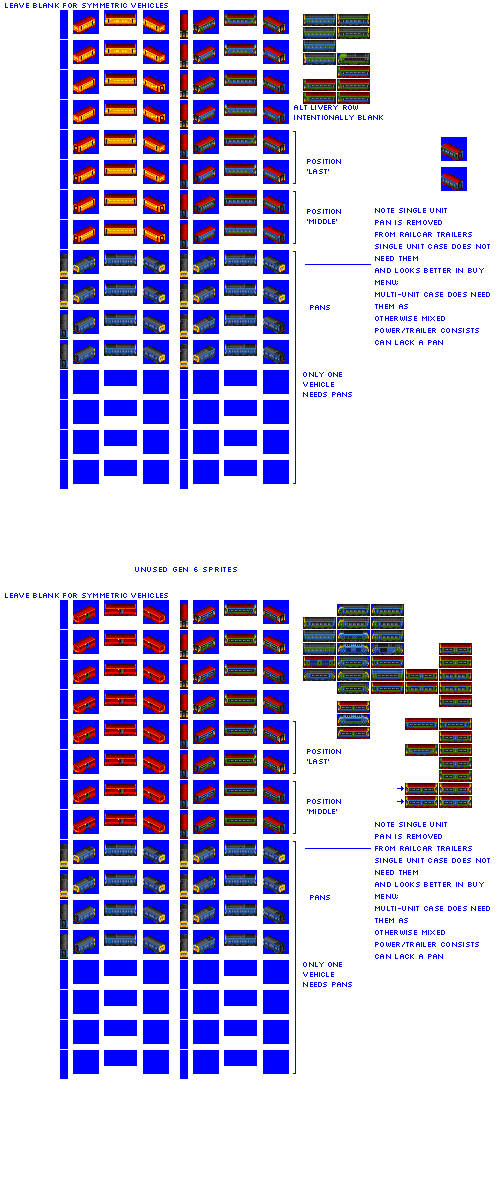 LEAVE BLANK FOR SYMMETRIC VEHICLES
ALT LIVERY ROW
INTENTIONALLY BLANK
POSITION
'LAST'
POSITION
'MIDDLE'
NOTE SINGLE UNIT
PAN IS REMOVED
FROM RAILCAR TRAILERS
SINGLE UNIT CASE DOES NOT
NEED THEM
AND LOOKS BETTER IN BUY
MENU;
MULTI-UNIT CASE DOES NEED
THEM AS
OTHERWISE MIXED
POWER/TRAILER CONSISTS
CAN LACK A PAN
PANS
ONLY ONE
VEHICLE
NEEDS PANS
UNUSED GEN 6 SPRITES
LEAVE BLANK FOR SYMMETRIC VEHICLES
POSITION
'LAST'
POSITION
'MIDDLE'
NOTE SINGLE UNIT
PAN IS REMOVED
FROM RAILCAR TRAILERS
SINGLE UNIT CASE DOES NOT
NEED THEM
AND LOOKS BETTER IN BUY
MENU;
MULTI-UNIT CASE DOES NEED
THEM AS
OTHERWISE MIXED
POWER/TRAILER CONSISTS
CAN LACK A PAN
PANS
ONLY ONE
VEHICLE
NEEDS PANS